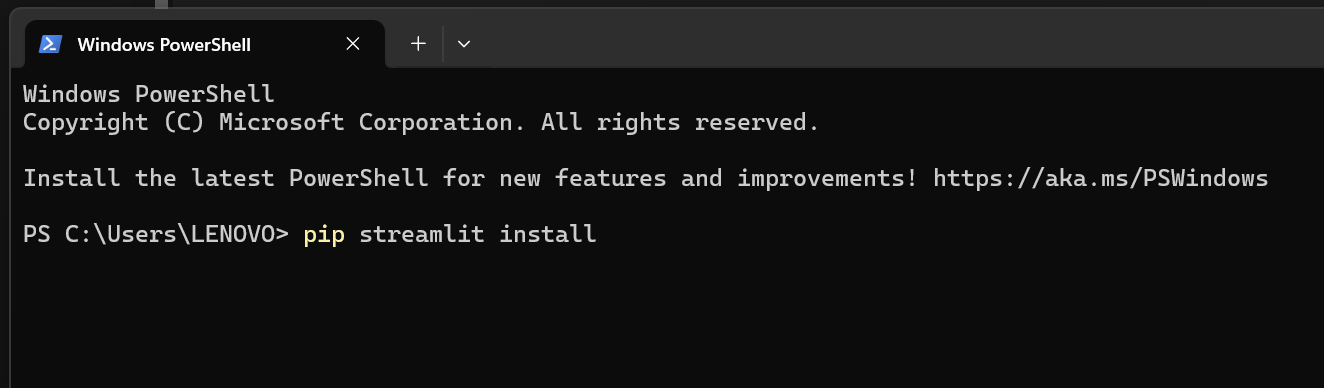 Windows PowerShell
Windows PowerShell
Copyright (C) Microsoft Corporation. All rights reserved.
Install the latest PowerShell for new features and improvements! https://aka.ms/PSWindows
PS C:\Users\LENOVO> pip streamlit install